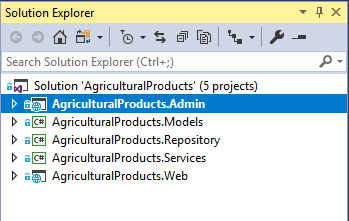 Solution Explorer
Search Solution Explorer (Ctrl+;)
Solution 'AgriculturalProducts' (5 projects)
AgriculturalProducts.Admin
C# AgriculturalProducts.Models
C# AgriculturalProducts.Repository
C# AgriculturalProducts.Services
AgriculturalProducts.Web